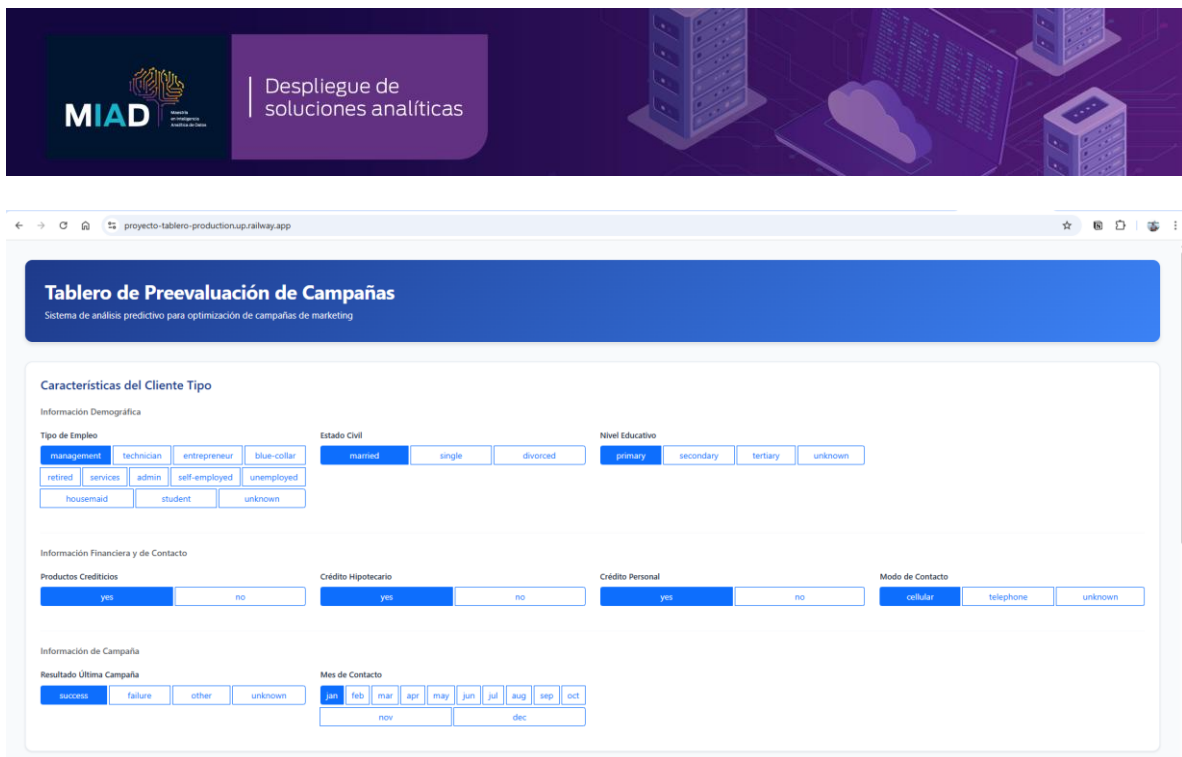 MIAD
Maestría
en Inteligencia
Analítica de Datos
Despliegue de
soluciones analíticas
proyecto-tablero-production.up.railway.app
Tablero de Preevaluación de Campañas
Sistema de análisis predictivo para optimización de campañas de marketing
Características del Cliente Tipo
Información Demográfica
Tipo de Empleo
management technician entrepreneur blue-collar
retired services admin self-employed unemployed
housemaid student unknown
Estado Civil
married single divorced
Nivel Educativo
primary secondary tertiary unknown
Información Financiera y de Contacto
Productos Crediticios
yes no
Crédito Hipotecario
yes no
Crédito Personal
yes no
Modo de Contacto
cellular telephone unknown
Información de Campaña
Resultado Última Campaña
success failure other unknown
Mes de Contacto
jan feb mar apr may jun jul aug sep oct
nov dec